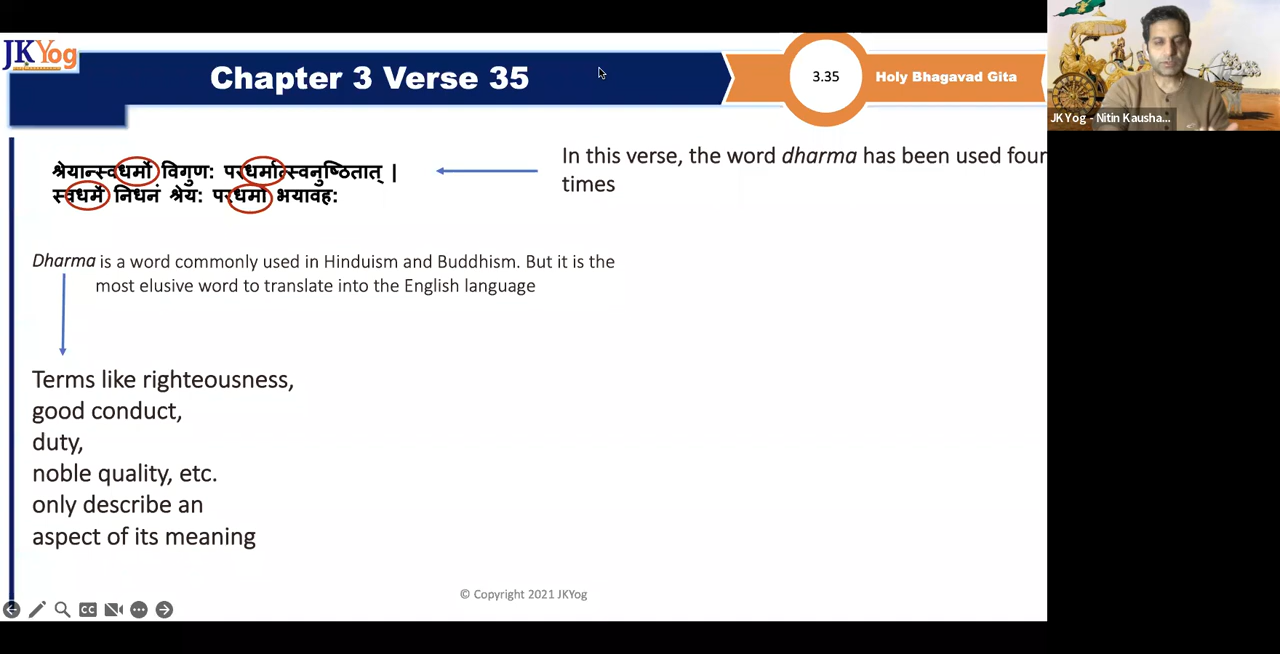 JKYog
Chapter 3 Verse 35
3.35
Holy Bhagavad Gita
JKYog - Nitin Kausha...
श्रेयान्स्वधर्मो विगुण: परधर्मात्स्वनुष्ठितात् |
स्वधर्मे निधनं श्रेय: परधर्मो भयावह:
In this verse, the word dharma has been used four
times
Dharma is a word commonly used in Hinduism and Buddhism. But it is the
most elusive word to translate into the English language
Terms like righteousness,
good conduct,
duty,
noble quality, etc.
only describe an
aspect of its meaning
© Copyright 2021 JKYog
CC